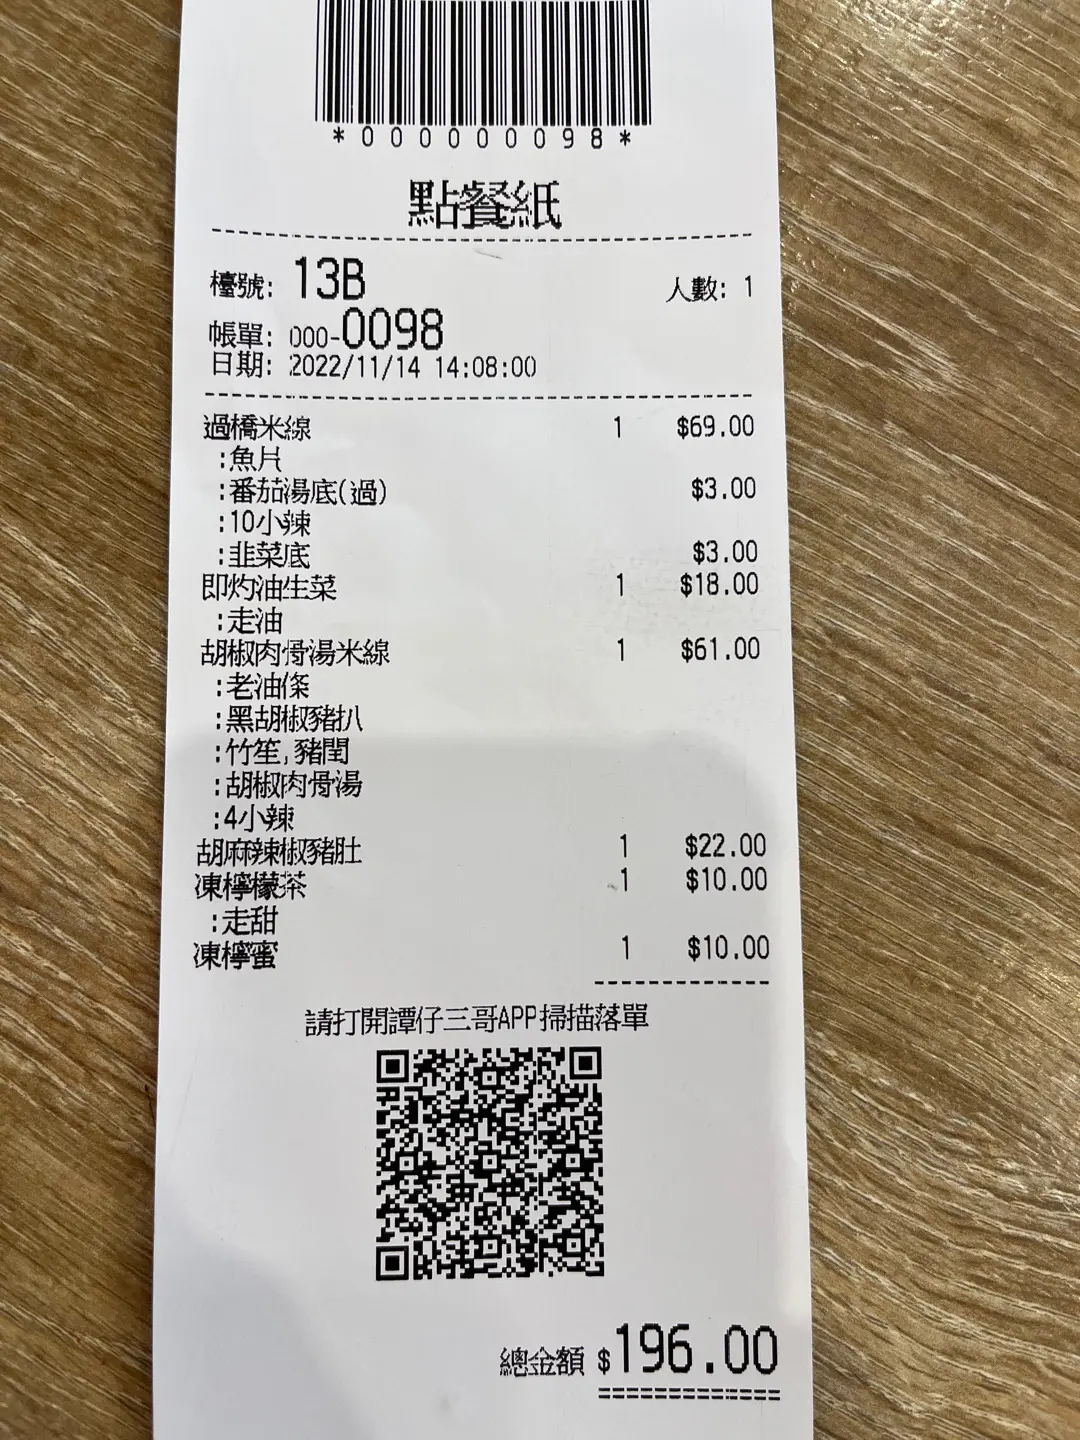 *000000098*
點餐紙
檯號: 13B 人數: 1
帳單: 000-0098
日期: 2022/11/14 14:08:00
過橋米線 1 $69.00
:魚片
:番茄湯底(過) $3.00
:10小辣
:韭菜底 $3.00
即灼油生菜 1 $18.00
:走油
胡椒肉骨湯米線 1 $61.00
:老油條
:黑胡椒豬扒
:竹笙,豬膶
:胡椒肉骨湯
:4小辣
胡麻辣椒豬肚 1 $22.00
凍檸檬茶 1 $10.00
:走甜
凍檸蜜 1 $10.00
請打開譚仔三哥APP掃描落單
總金額 $196.00